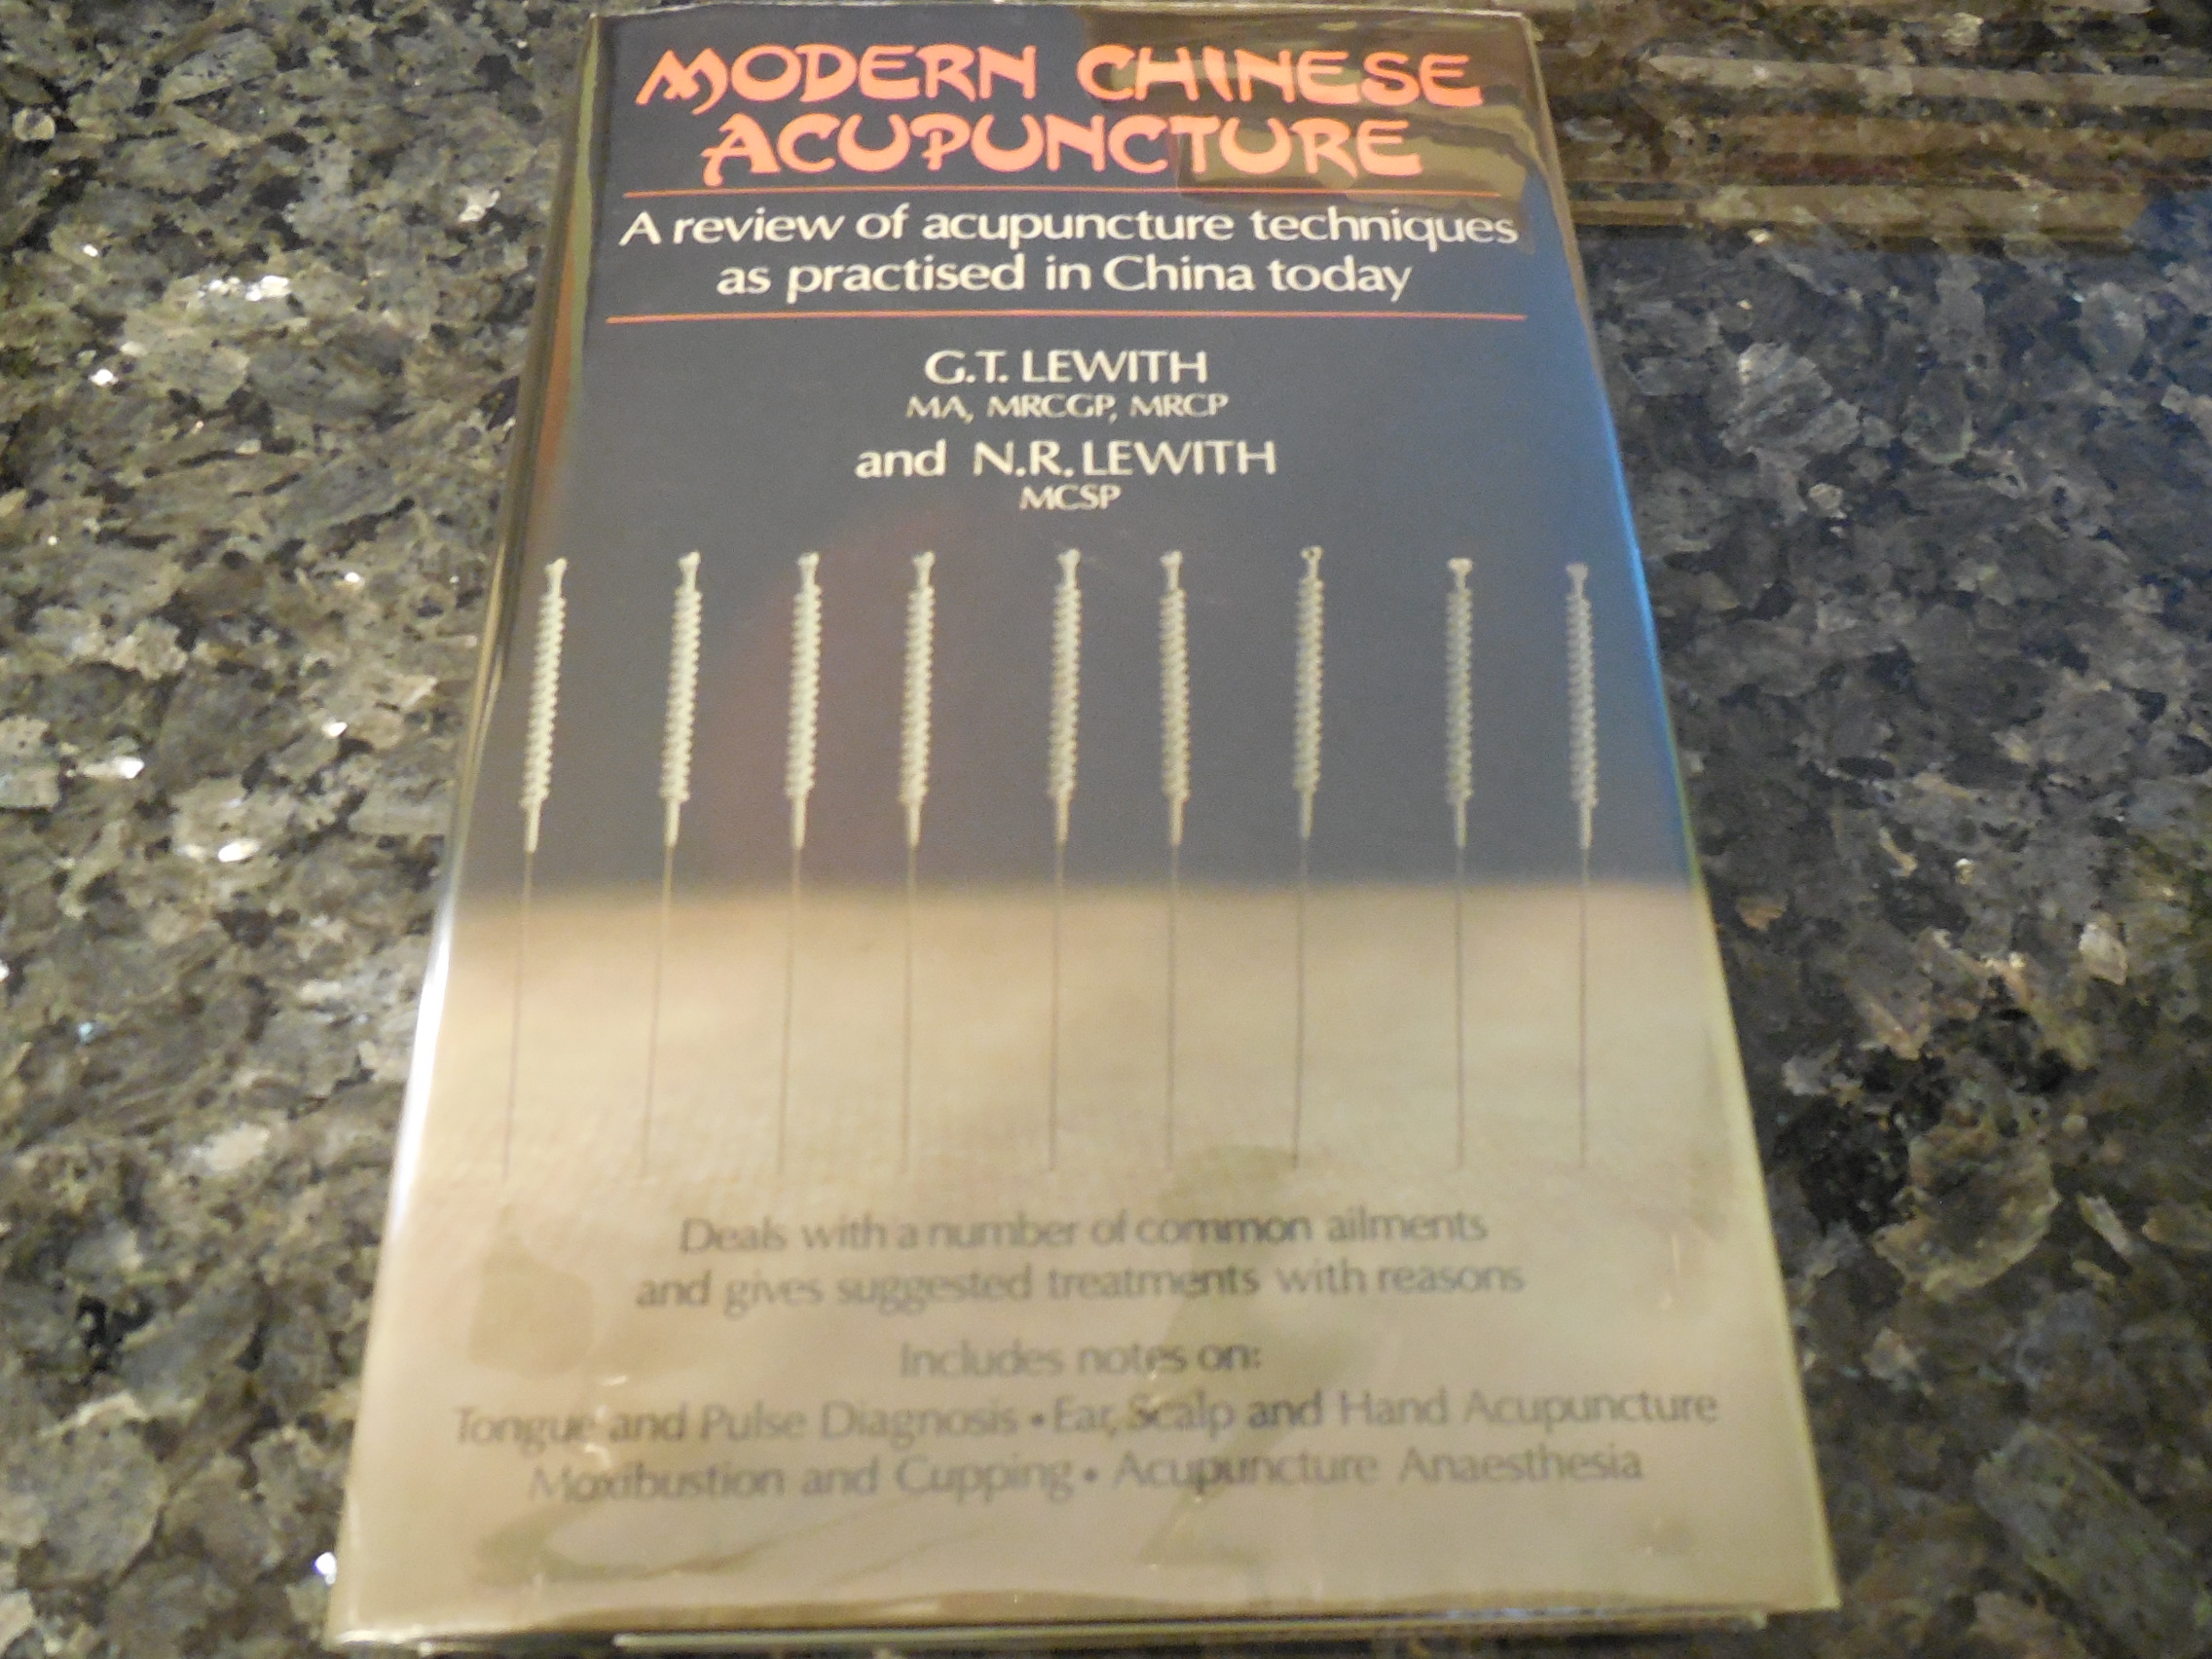 MODERN CHINESE
ACUPUNCTURE
A review of acupuncture techniques
as practised in China today
G.T. LEWITH
MA, MRCGP, MRCP
and N.R. LEWITH
MCSP
Deals with a number of common ailments
and gives suggested treatments with reasons
Includes notes on:
Tongue and Pulse Diagnosis • Ear, Scalp and Hand Acupuncture
Moxibustion and Cupping • Acupuncture Anaesthesia